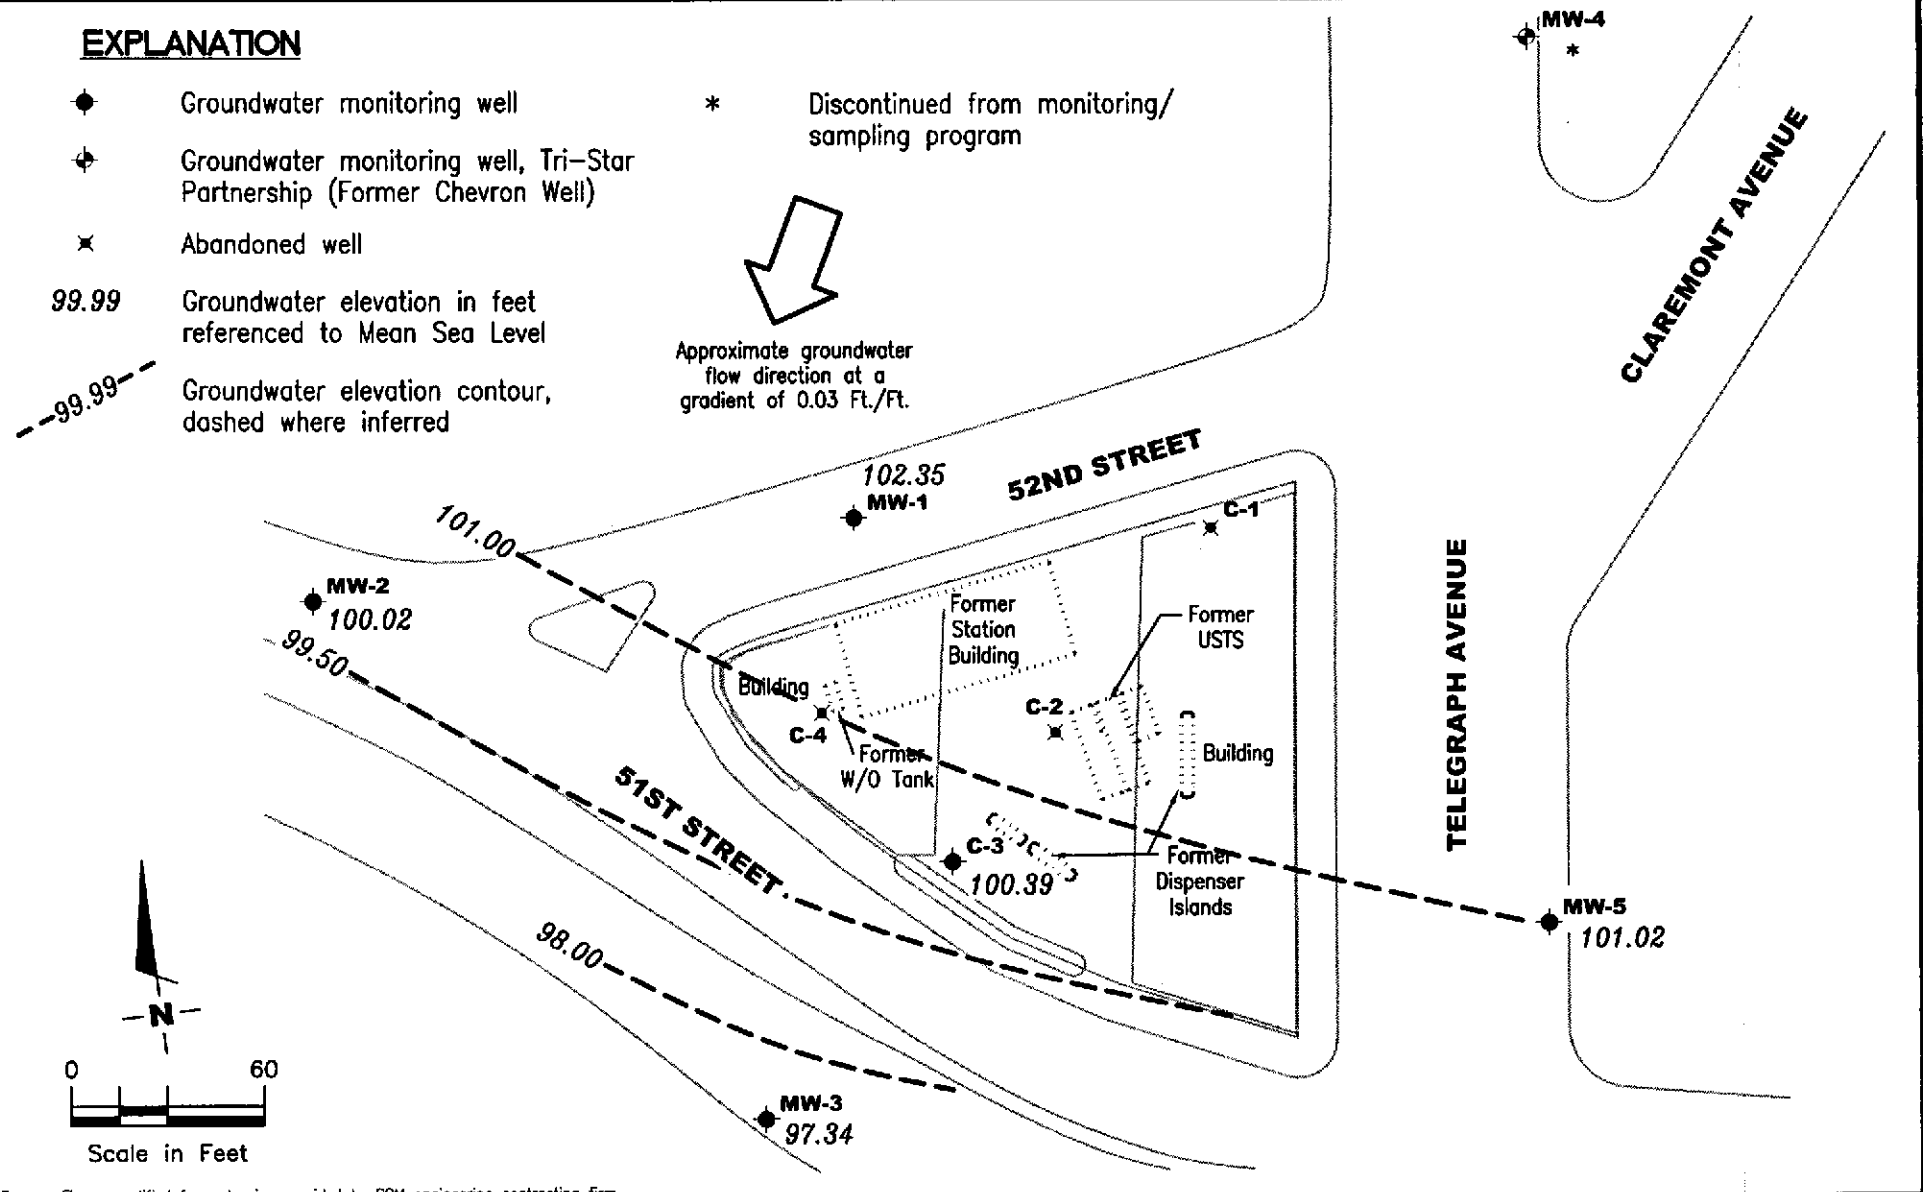 EXPLANATION
Groundwater monitoring well
Groundwater monitoring well, Tri-Star
Partnership (Former Chevron Well)
Abandoned well
99.99
Groundwater elevation in feet
referenced to Mean Sea Level
99.99
Groundwater elevation contour,
dashed where inferred
*
Discontinued from monitoring/
sampling program
Approximate groundwater
flow direction at a
gradient of 0.03 Ft./Ft.
MW-4
*
CLAREMONT AVENUE
52ND STREET
102.35
MW-1
101.00
MW-2
100.02
99.50
C-1
Former
Station
Building
Former
USTS
Building
C-4
Former
W/O Tank
C-2
Building
TELEGRAPH AVENUE
51ST STREET
C-3
100.39
Former
Dispenser
Islands
MW-5
101.02
98.00
MW-3
97.34
N
0 60
Scale in Feet